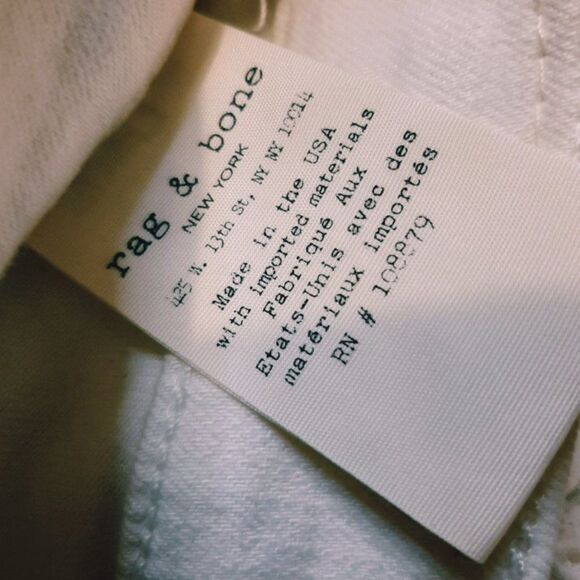 rag & bone
NEW YORK
425 W. 13th St, NY NY 10014
Made in the USA
with imported materials
Fabriqué Aux
Etats-Unis avec des
matériaux importés
RN # 108879